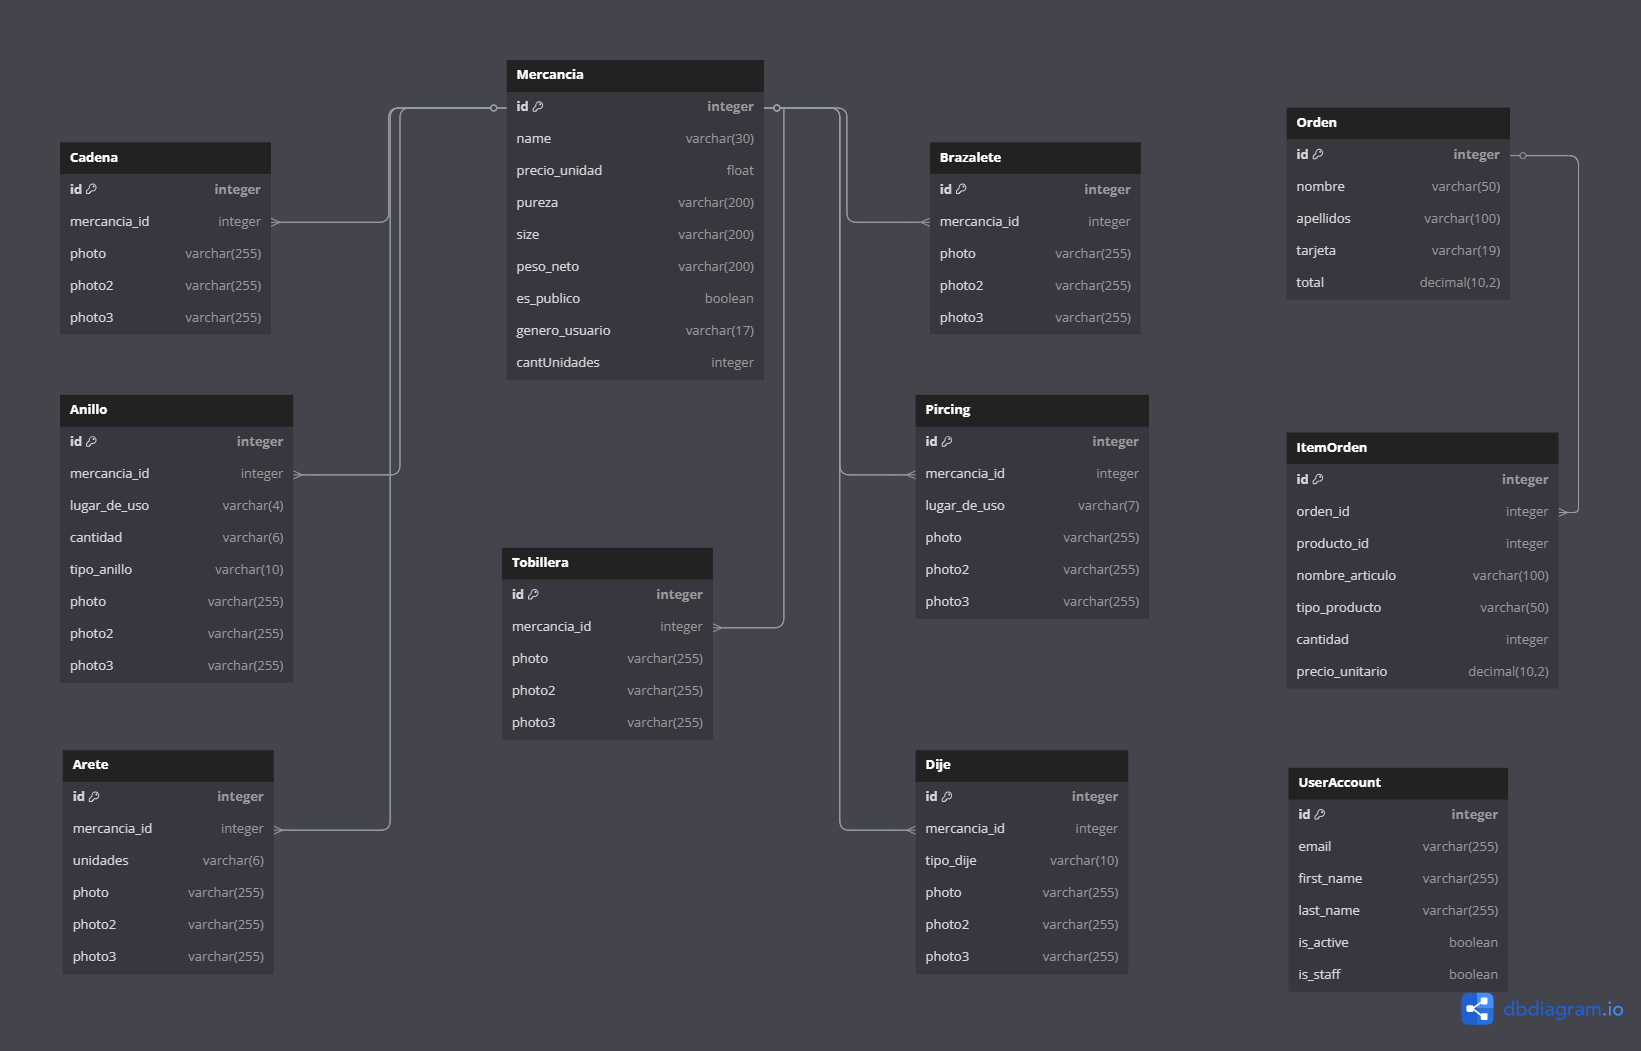 Mercancia
id integer
name varchar(30)
precio_unidad float
pureza varchar(200)
size varchar(200)
peso_neto varchar(200)
es_publico boolean
genero_usuario varchar(17)
cantUnidades integer
Cadena
id integer
mercancia_id integer
photo varchar(255)
photo2 varchar(255)
photo3 varchar(255)
Brazalete
id integer
mercancia_id integer
photo varchar(255)
photo2 varchar(255)
photo3 varchar(255)
Orden
id integer
nombre varchar(50)
apellidos varchar(100)
tarjeta varchar(19)
total decimal(10,2)
Anillo
id integer
mercancia_id integer
lugar_de_uso varchar(4)
cantidad varchar(6)
tipo_anillo varchar(10)
photo varchar(255)
photo2 varchar(255)
photo3 varchar(255)
Pircing
id integer
mercancia_id integer
lugar_de_uso varchar(7)
photo varchar(255)
photo2 varchar(255)
photo3 varchar(255)
ItemOrden
id integer
orden_id integer
producto_id integer
nombre_articulo varchar(100)
tipo_producto varchar(50)
cantidad integer
precio_unitario decimal(10,2)
Tobillera
id integer
mercancia_id integer
photo varchar(255)
photo2 varchar(255)
photo3 varchar(255)
Arete
id integer
mercancia_id integer
unidades varchar(6)
photo varchar(255)
photo2 varchar(255)
photo3 varchar(255)
Dije
id integer
mercancia_id integer
tipo_dije varchar(10)
photo varchar(255)
photo2 varchar(255)
photo3 varchar(255)
UserAccount
id integer
email varchar(255)
first_name varchar(255)
last_name varchar(255)
is_active boolean
is_staff boolean
dbdiagram.io